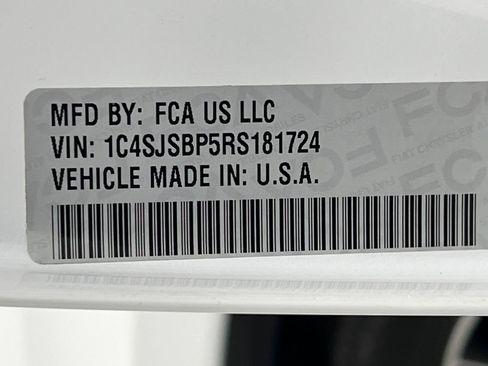 MFD BY: FCA US LLC
VIN: 1C4SJSBP5RS181724
VEHICLE MADE IN: U.S.A.